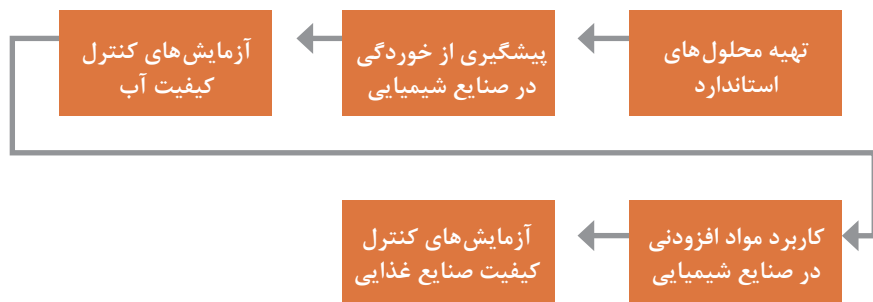 تهیه محلول‌های
استاندارد
پیشگیری از خوردگی
در صنایع شیمیایی
آزمایش‌های کنترل
کیفیت آب
کاربرد مواد افزودنی
در صنایع شیمیایی
آزمایش‌های کنترل
کیفیت صنایع غذایی